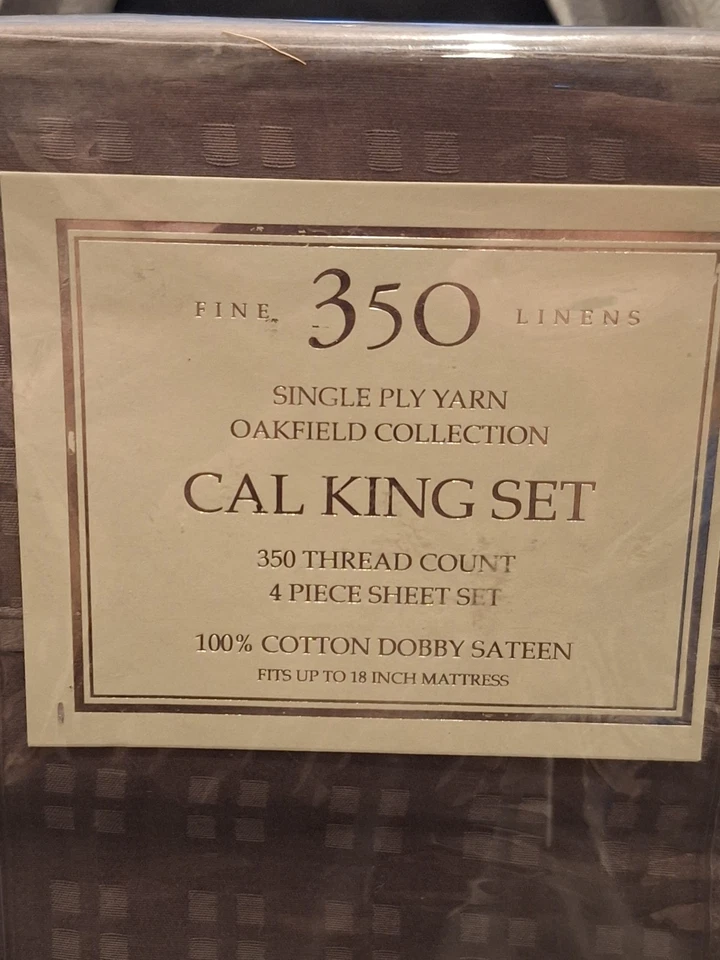 FINE 350 LINENS
SINGLE PLY YARN
OAKFIELD COLLECTION
CAL KING SET
350 THREAD COUNT
4 PIECE SHEET SET
100% COTTON DOBBY SATEEN
FITS UP TO 18 INCH MATTRESS